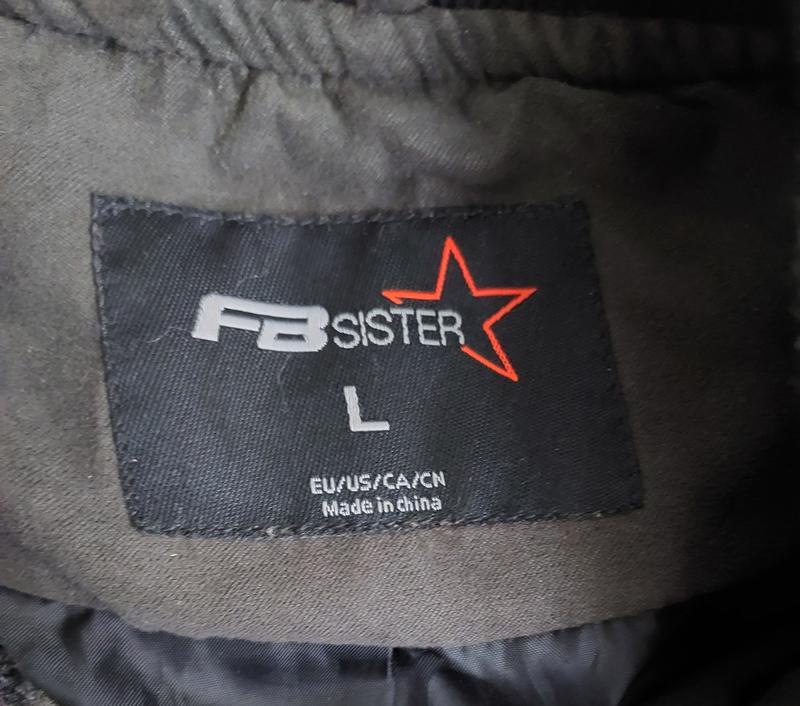 FB SISTER
L
EU/US/CA/CN
Made in china